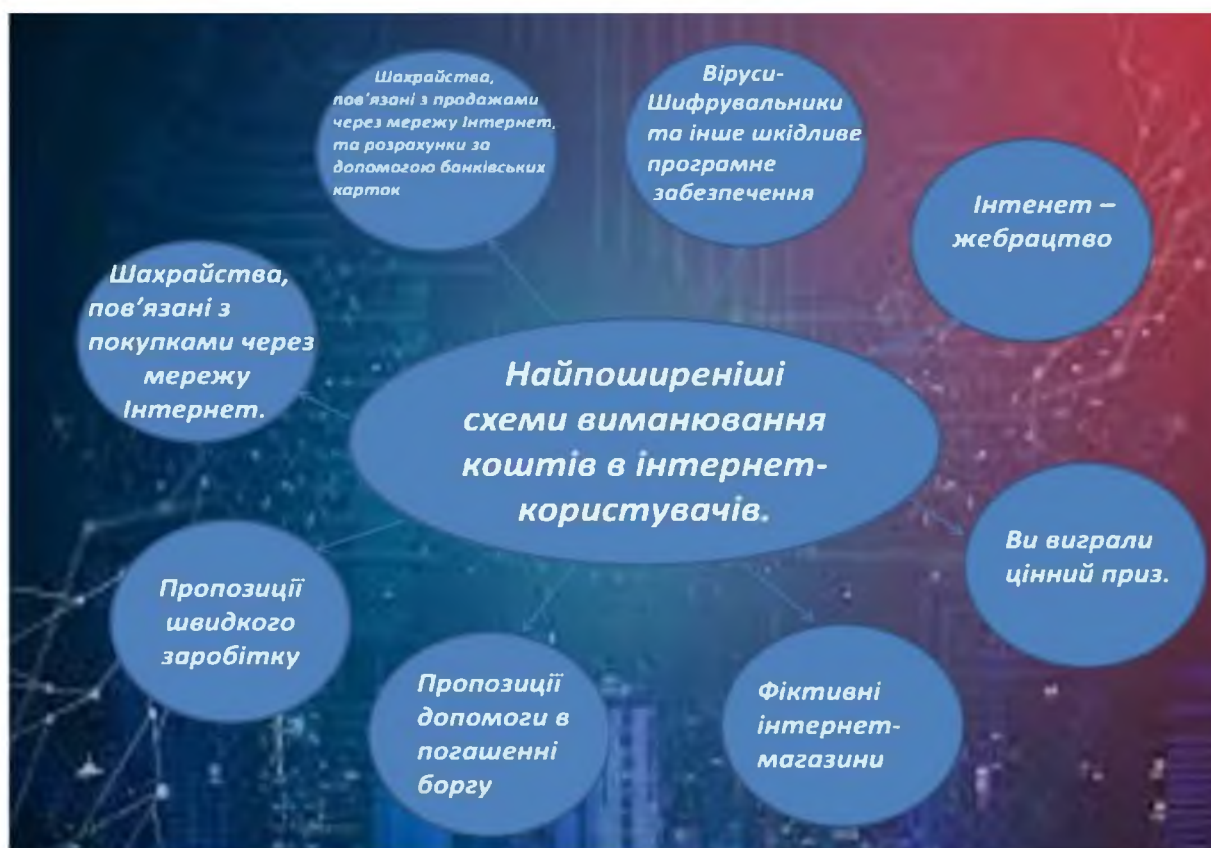 Шахрайства,
пов'язані з продажами
через мережу Інтернет,
та розрахунки за
допомогою банківських
карток
Віруси-
Шифрувальники
та інше шкідливе
програмне
забезпечення
Інтенет –
жебрацтво
Шахрайства,
пов'язані з
покупками через
мережу
Інтернет.
Найпоширеніші
схеми виманювання
коштів в інтернет-
користувачів.
Ви виграли
цінний приз.
Пропозиції
швидкого
заробітку
Пропозиції
допомоги в
погашенні
боргу
Фіктивні
інтернет-
магазини